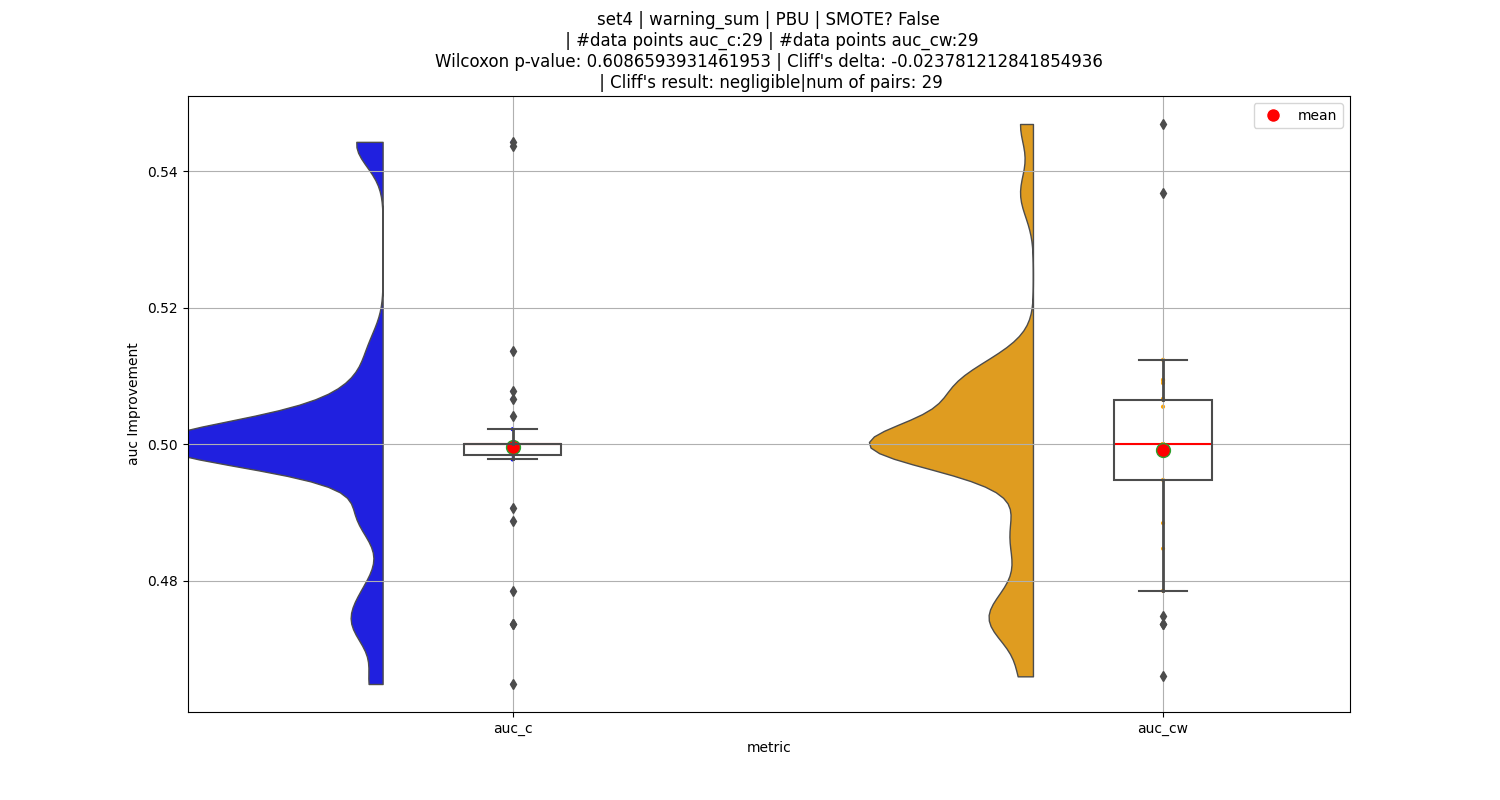 set4 | warning_sum | PBU | SMOTE? False
| #data points auc_c:29 | #data points auc_cw:29
Wilcoxon p-value: 0.6086593931461953 | Cliff's delta: -0.023781212841854936
| Cliff's result: negligible|num of pairs: 29
mean
0.54
0.52
0.50
0.48
auc Improvement
auc_c
auc_cw
metric